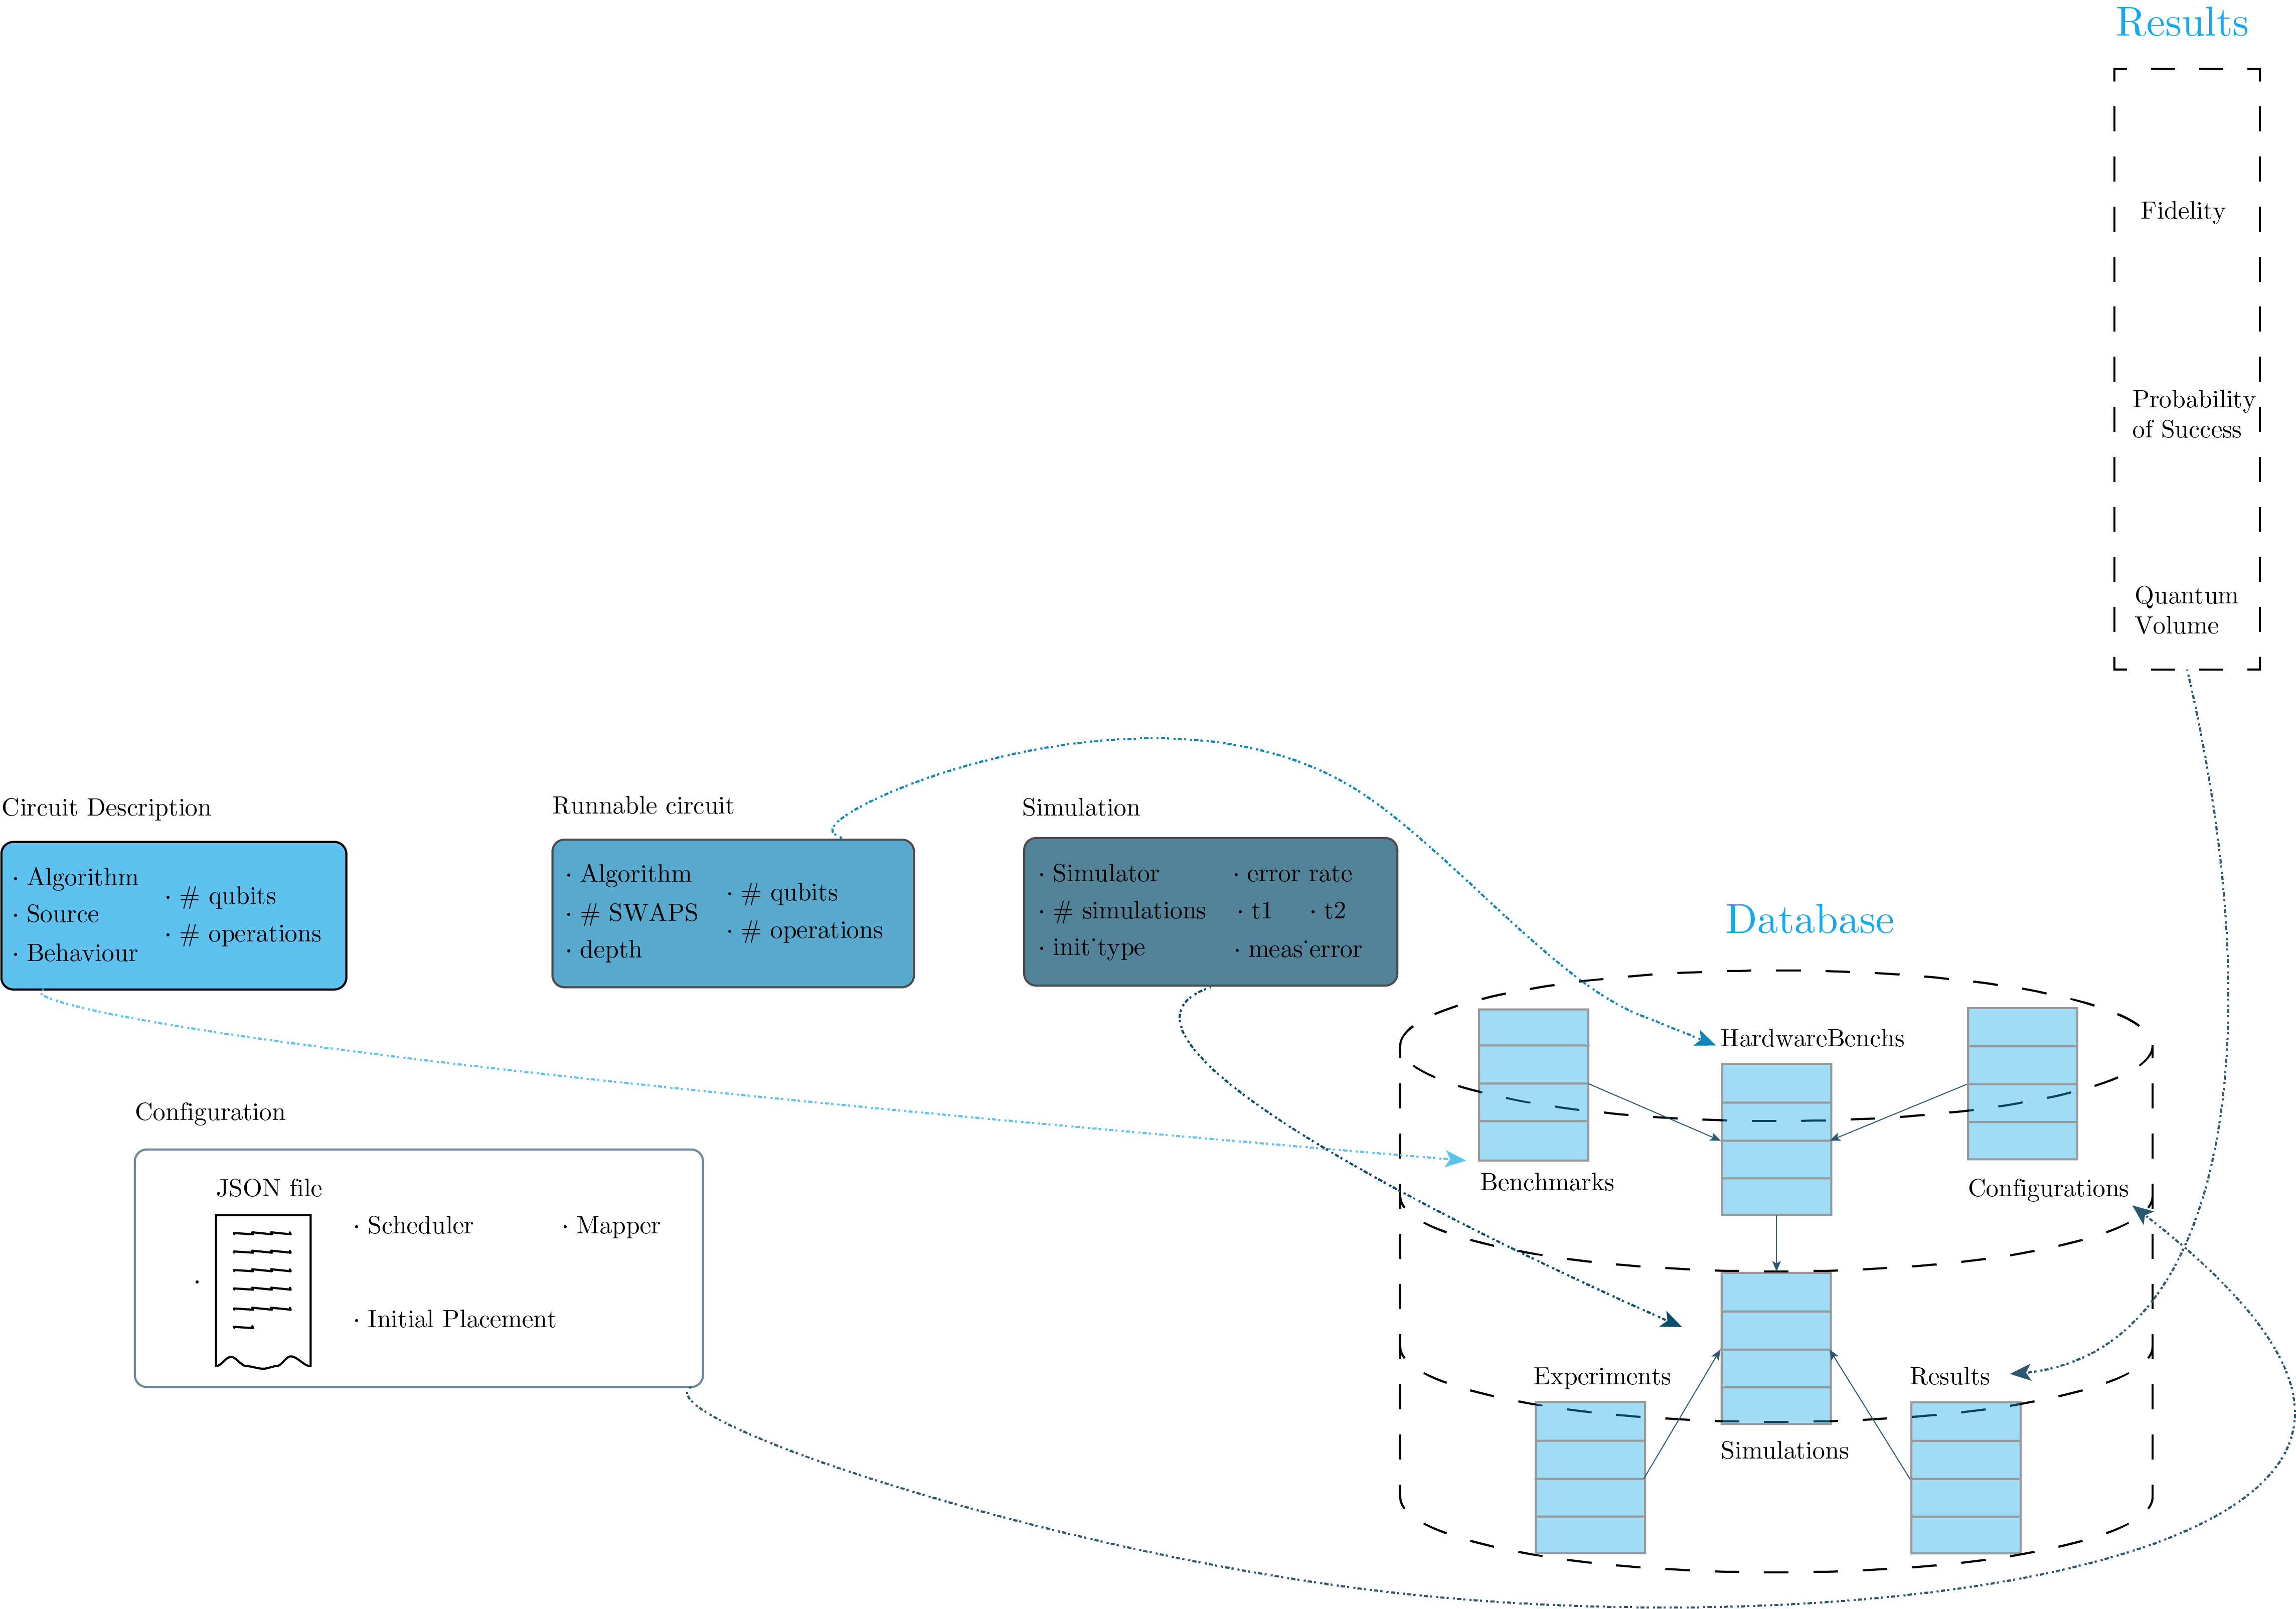 Results
Fidelity
Probability
of Success
Quantum
Volume
Circuit Description
· Algorithm
· Source
· Behaviour
· # qubits
· # operations
Runnable circuit
· Algorithm
· # SWAPS
· depth
· # qubits
· # operations
Simulation
· Simulator
· # simulations
· init˙type
· error rate
· t1 · t2
· meas˙error
Configuration
JSON file
·
· Scheduler
· Mapper
· Initial Placement
Database
HardwareBenchs
Benchmarks
Configurations
Experiments
Results
Simulations